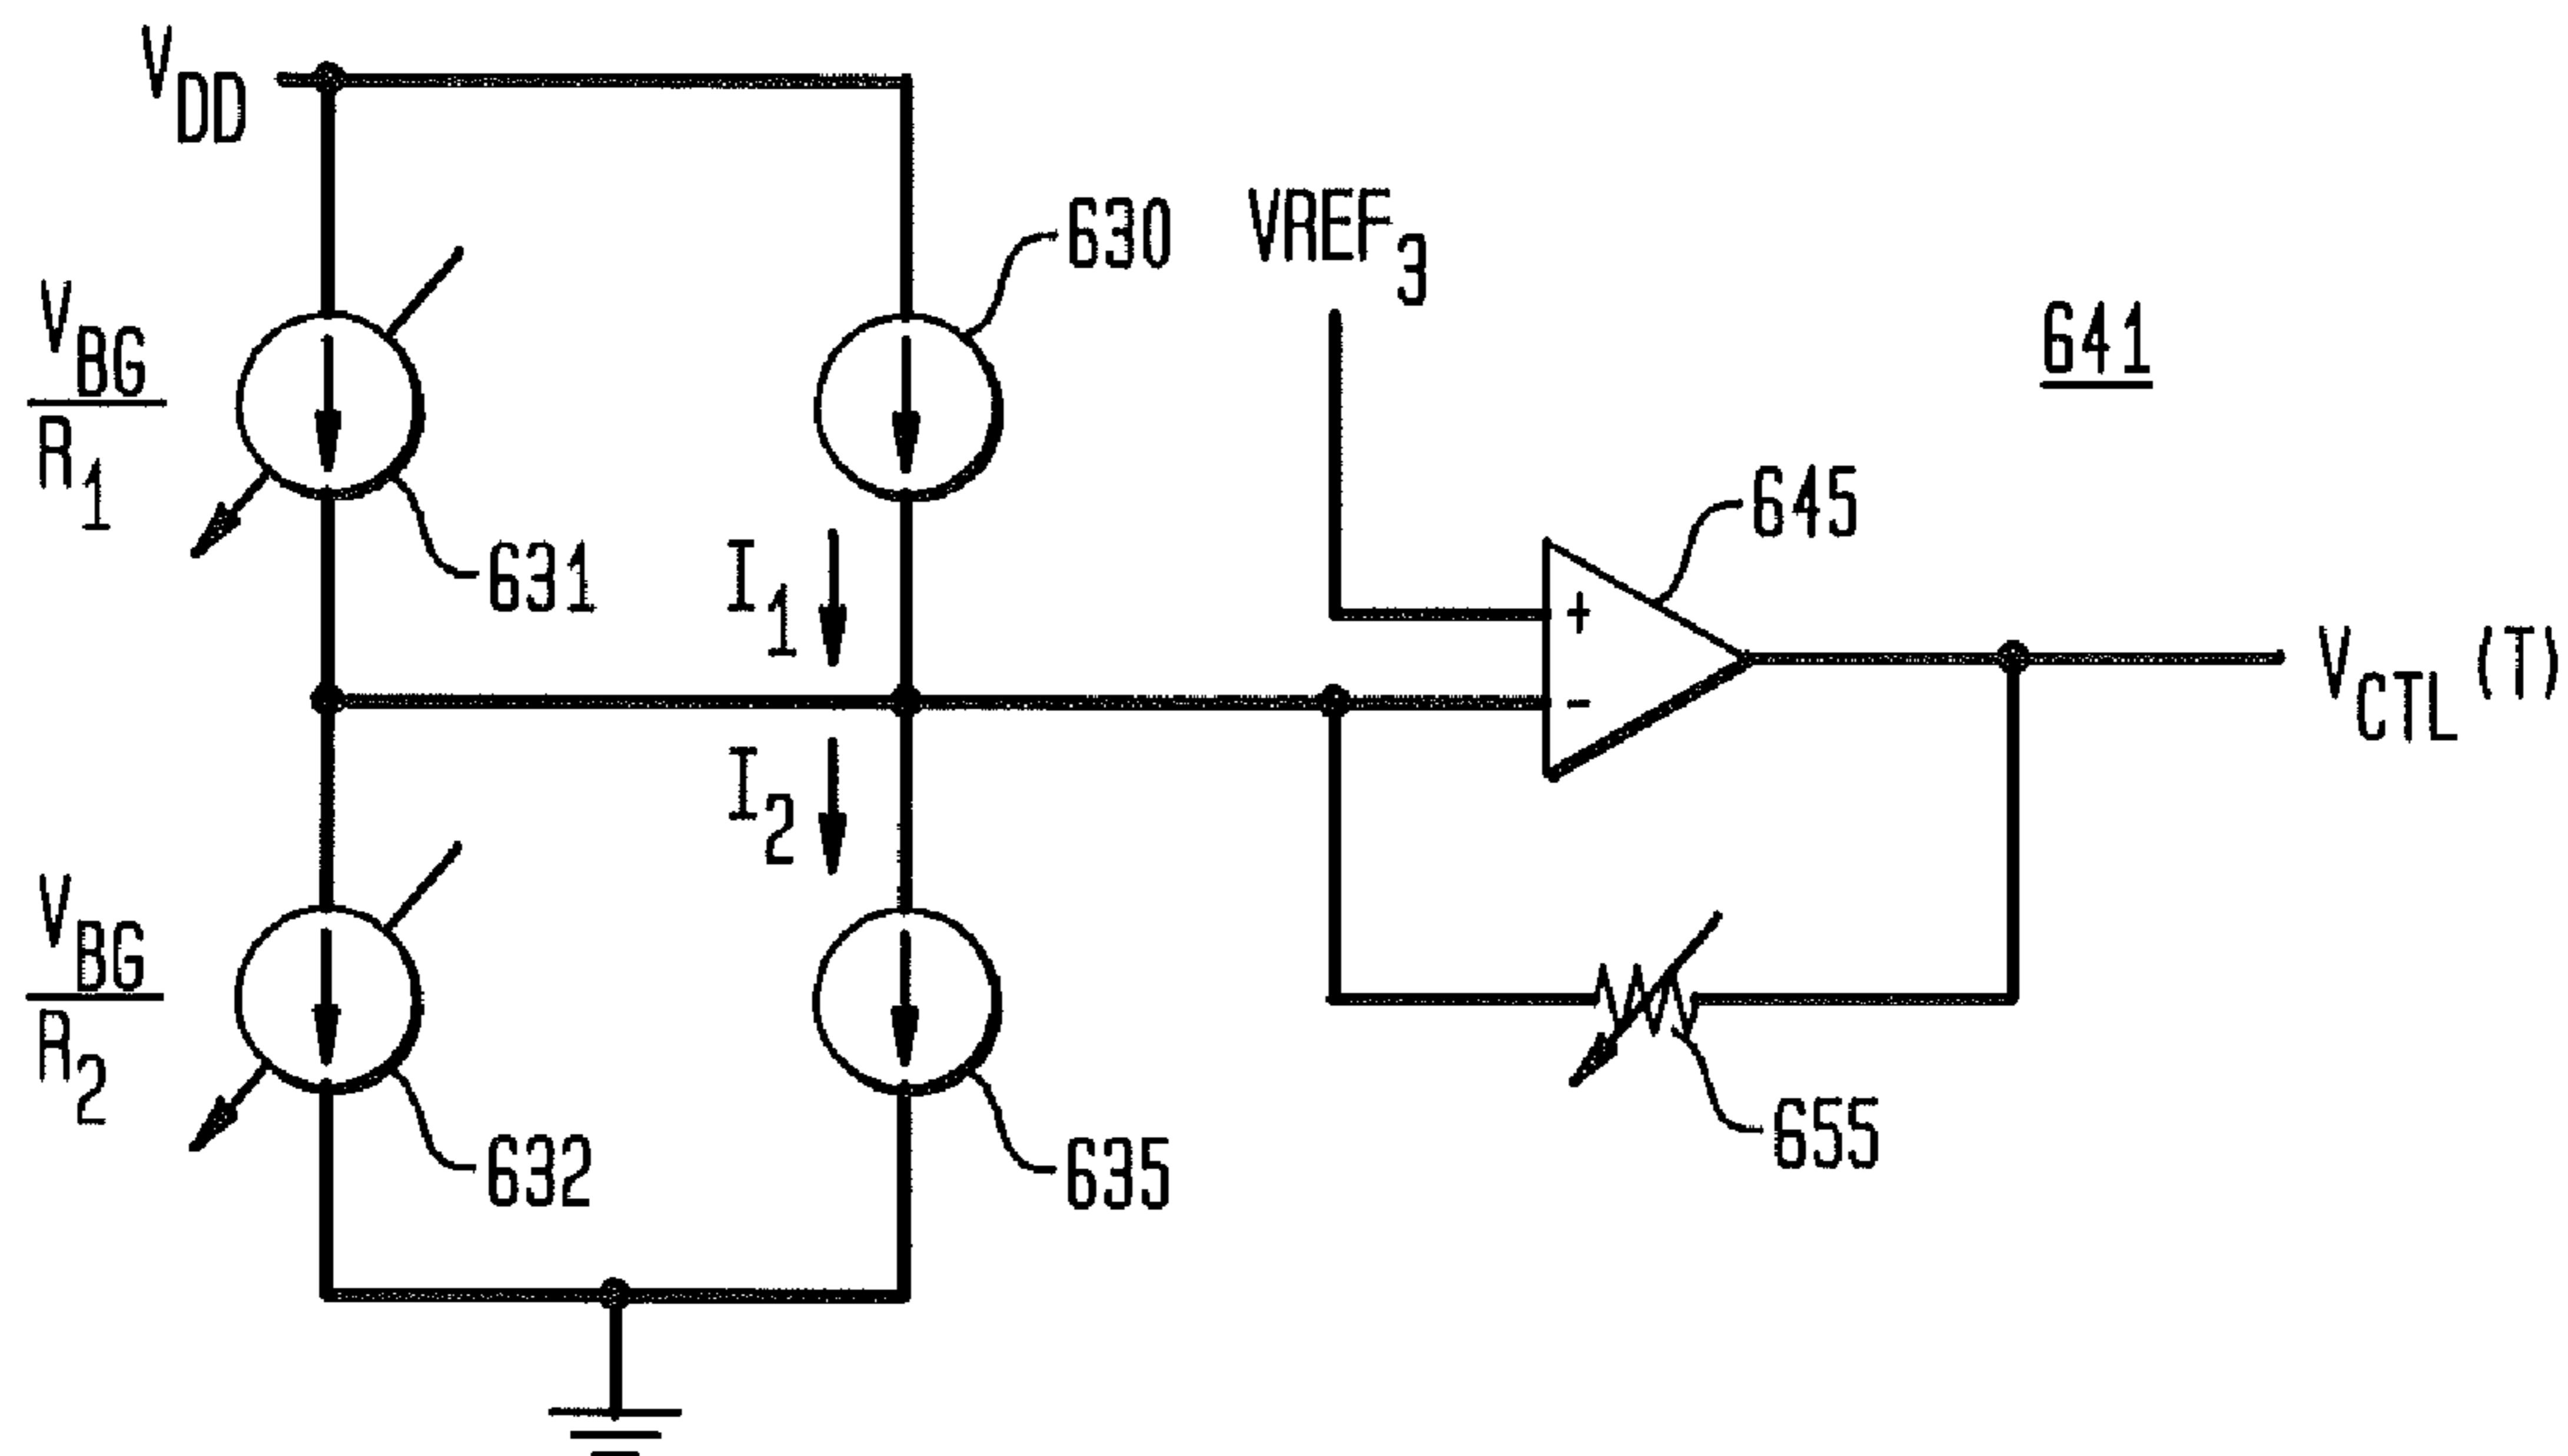 VDD
630
VREF3
641
VBG
R1
631
I1
645
+
-
VCTL (T)
I2
VBG
R2
632
635
655